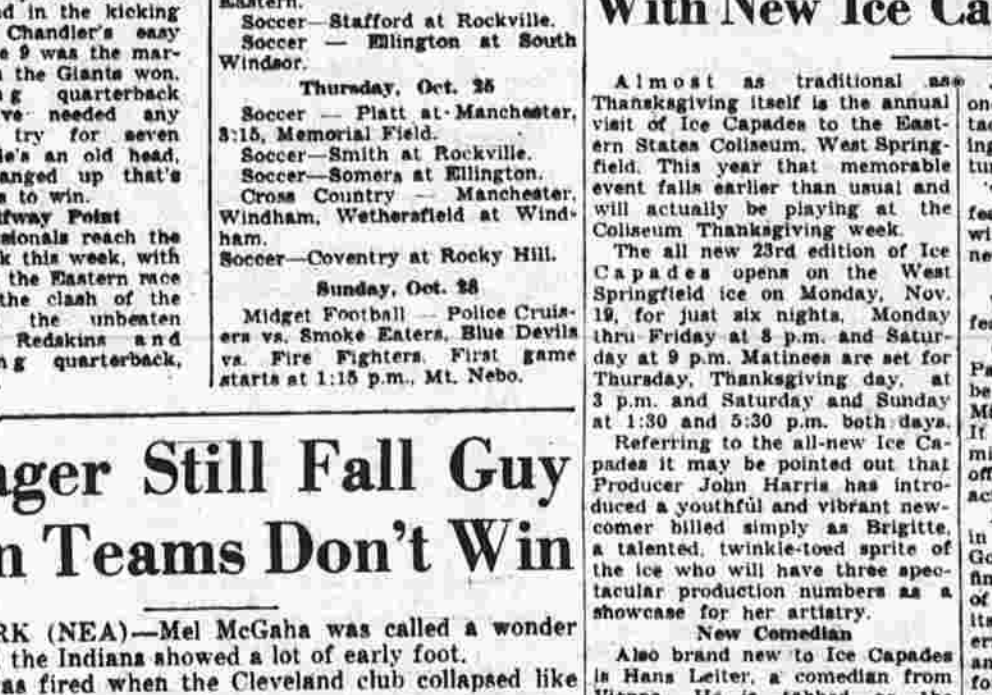 d in the kicking
Chandler's easy
e 9 was the mar-
the Giants won.
g quarterback
ve needed any
try for seven
le's an old head,
anged up that's
s to win.
fway Point
sionals reach the
k this week, with
the Eastern race
the clash of the
the unbeaten
Redskins and
g quarterback,
Eastern.
Soccer—Stafford at Rockville.
Soccer — Ellington at South
Windsor.
Thursday, Oct. 25
Soccer — Platt at Manchester,
3:15, Memorial Field.
Soccer—Smith at Rockville.
Soccer—Somers at Ellington.
Cross Country — Manchester,
Windham, Wethersfield at Wind-
ham.
Soccer—Coventry at Rocky Hill.
Sunday, Oct. 28
Midget Football — Police Cruis-
ers vs. Smoke Eaters, Blue Devils
vs. Fire Fighters. First game
starts at 1:15 p.m., Mt. Nebo.
ager Still Fall Guy
n Teams Don't Win
RK (NEA)—Mel McGaha was called a wonder
the Indians showed a lot of early foot.
as fired when the Cleveland club collapsed like
With New Ice Ca
Almost as traditional as
Thanksgiving itself is the annual
visit of Ice Capades to the East-
ern States Coliseum, West Spring-
field. This year that memorable
event falls earlier than usual and
will actually be playing at the
Coliseum Thanksgiving week.
The all new 23rd edition of Ice
Capades opens on the West
Springfield ice on Monday, Nov.
19, for just six nights, Monday
thru Friday at 8 p.m. and Satur-
day at 9 p.m. Matinees are set for
Thursday, Thanksgiving day, at
3 p.m. and Saturday and Sunday
at 1:30 and 5:30 p.m. both days.
Referring to the all-new Ice Ca-
pades it may be pointed out that
Producer John Harris has intro-
duced a youthful and vibrant new-
comer billed simply as Brigitte,
a talented, twinkle-toed sprite of
the ice who will have three spec-
tacular production numbers as a
showcase for her artistry.
New Comedian
Also brand new to Ice Capades
is Hans Leiter, a comedian from